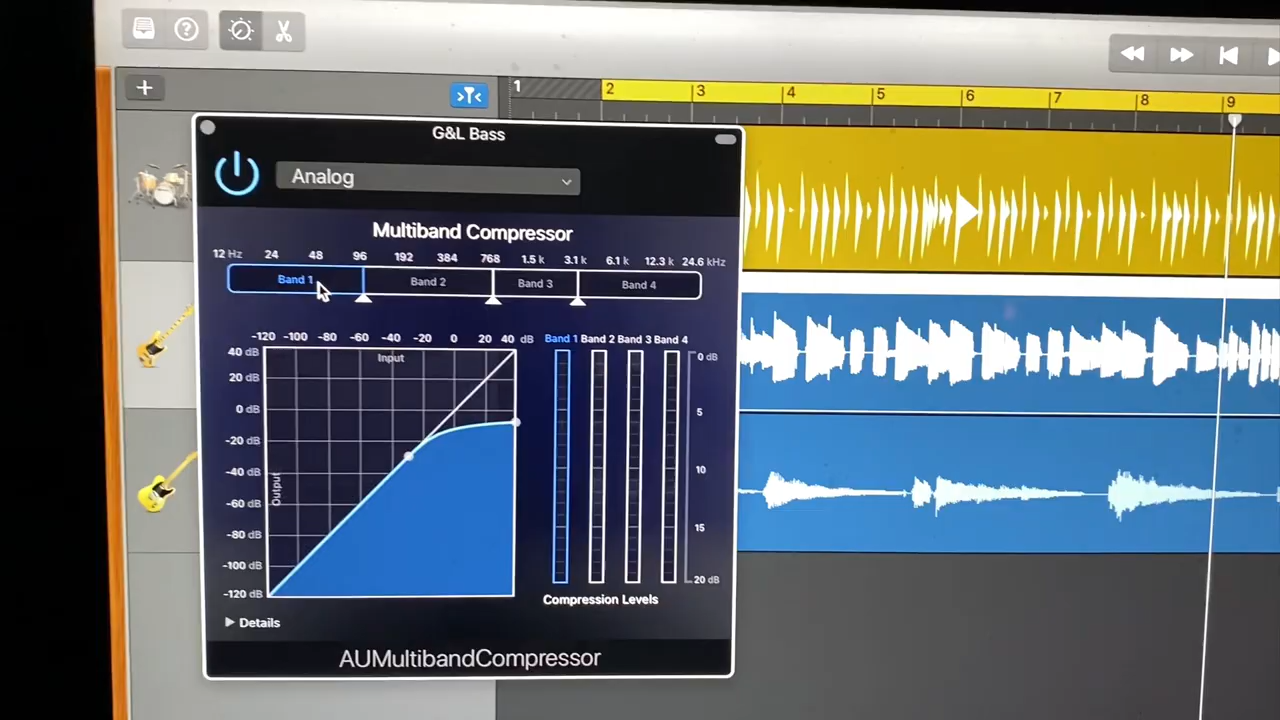 1 2 3 4 5 6 7 8 9
G&L Bass
Analog
Multiband Compressor
12 Hz 24 48 96 192 384 768 1.5 k 3.1 k 6.1 k 12.3 k 24.6 kHz
Band 1 Band 2 Band 3 Band 4
-120 -100 -80 -60 -40 -20 0 20 40 dB
Input
40 dB
20 dB
0 dB
-20 dB
-40 dB
-60 dB
-80 dB
-100 dB
-120 dB
Output
Band 1 Band 2 Band 3 Band 4
0 dB
5
10
15
20 dB
Compression Levels
Details
AUMultibandCompressor